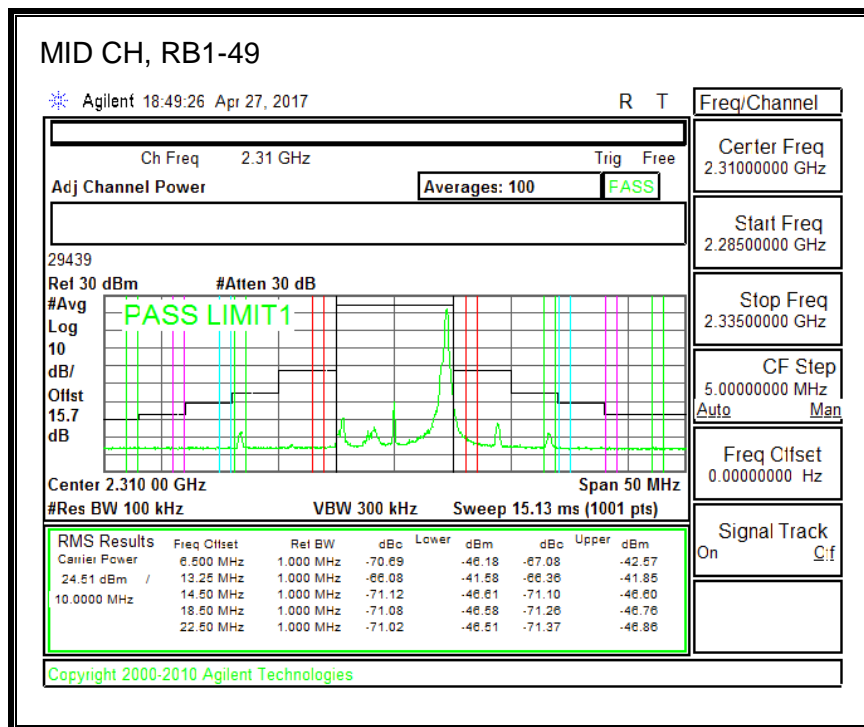 MID CH, RB1-49
Agilent 18:49:26 Apr 27, 2017 R T
Freq/Channel
Ch Freq 2.31 GHz Trig Free
Adj Channel Power Averages: 100 PASS
Center Freq
2.31000000 GHz
Start Freq
2.28500000 GHz
Stop Freq
2.33500000 GHz
CF Step
5.00000000 MHz
Auto Man
Freq Offset
0.00000000 Hz
Signal Track
On Off
29439
Ref 30 dBm #Atten 30 dB
#Avg
Log
10
dB/
Offst
15.7
dB
PASS LIMIT1
Center 2.310 00 GHz Span 50 MHz
#Res BW 100 kHz VBW 300 kHz Sweep 15.13 ms (1001 pts)
RMS Results Freq Offset Ref BW dBc Lower dBm dBc Upper dBm
Carrier Power 6.500 MHz 1.000 MHz -70.69 -46.18 -67.08 -42.57
24.51 dBm / 13.25 MHz 1.000 MHz -66.08 -41.58 -66.36 -41.85
10.0000 MHz 14.50 MHz 1.000 MHz -71.12 -46.61 -71.10 -46.60
18.50 MHz 1.000 MHz -71.08 -46.58 -71.26 -46.76
22.50 MHz 1.000 MHz -71.02 -46.51 -71.37 -46.86
Copyright 2000-2010 Agilent Technologies